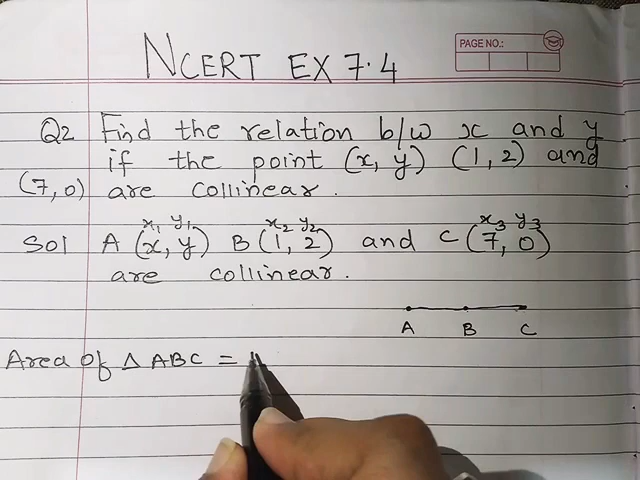 NCERT EX 7.4
PAGE NO.:
Q2 Find the relation b/w x and y
if the point (x, y) (1, 2) and
(7, 0) are collinear.
x₁ y₁ x₂ y₂ x₃ y₃
Sol A (x, y) B (1, 2) and C (7, 0)
are collinear.
A B C
Area of △ ABC =